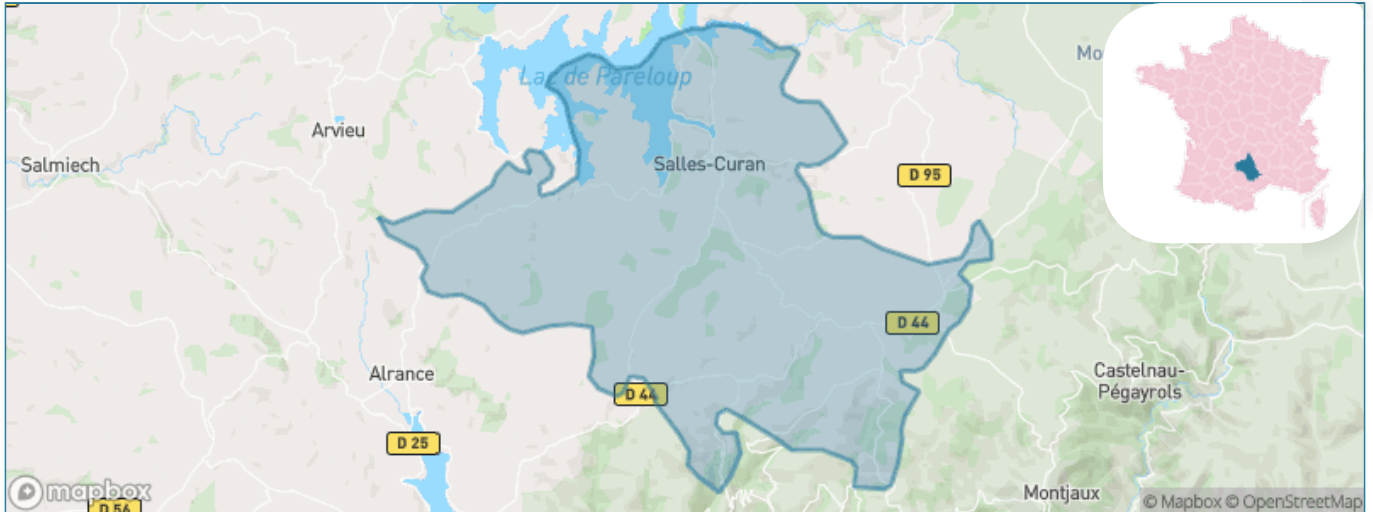 Lac de Pareloup
Mo
Arvieu
Salmiech
Salles-Curan
D 95
D 44
Alrance
Castelnau-
Pégayrols
D 44
D 25
Montjaux
mapbox
D 56
© Mapbox © OpenStreetMap